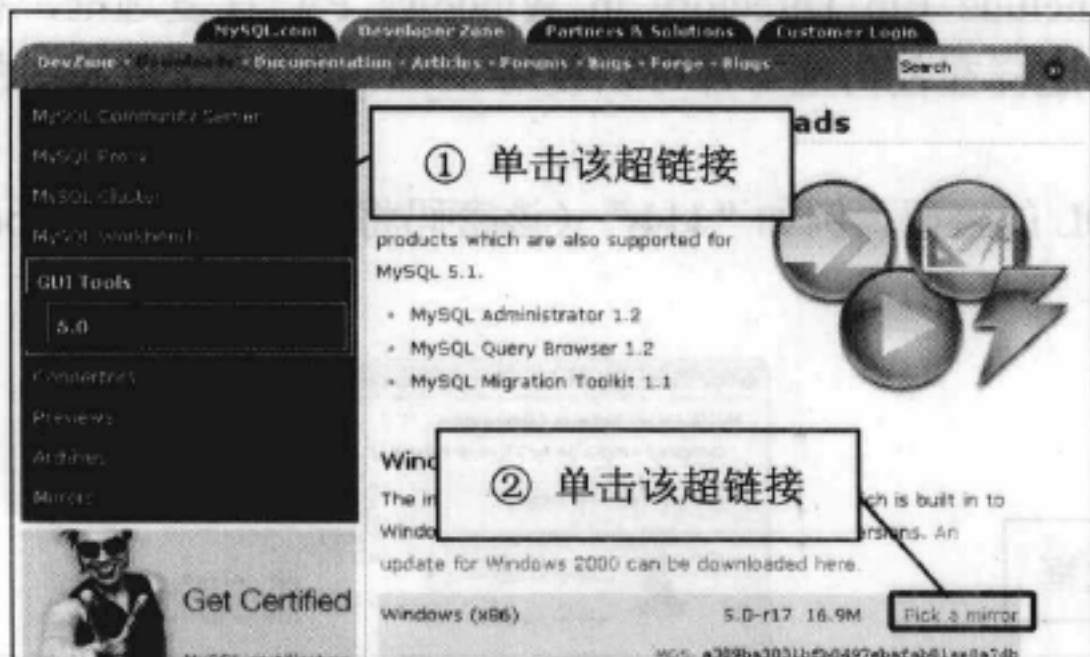 MySQL.com Developer Zone Partners & Solutions Customer Login
DevZone Downloads Documentation Articles Forums Bugs Forge Blogs Search
MySQL Community Server
MySQL Proxy
MySQL Cluster
MySQL Workbench
GUI Tools
5.0
Connectors
Previews
Archives
Mirrors
Get Certified
ads
① 单击该超链接
products which are also supported for
MySQL 5.1.
• MySQL Administrator 1.2
• MySQL Query Browser 1.2
• MySQL Migration Toolkit 1.1
② 单击该超链接
The in ch is built in to
Windo ersions. An
update for Windows 2000 can be downloaded here.
Windows (x86) 5.0-r17 16.9M Pick a mirror